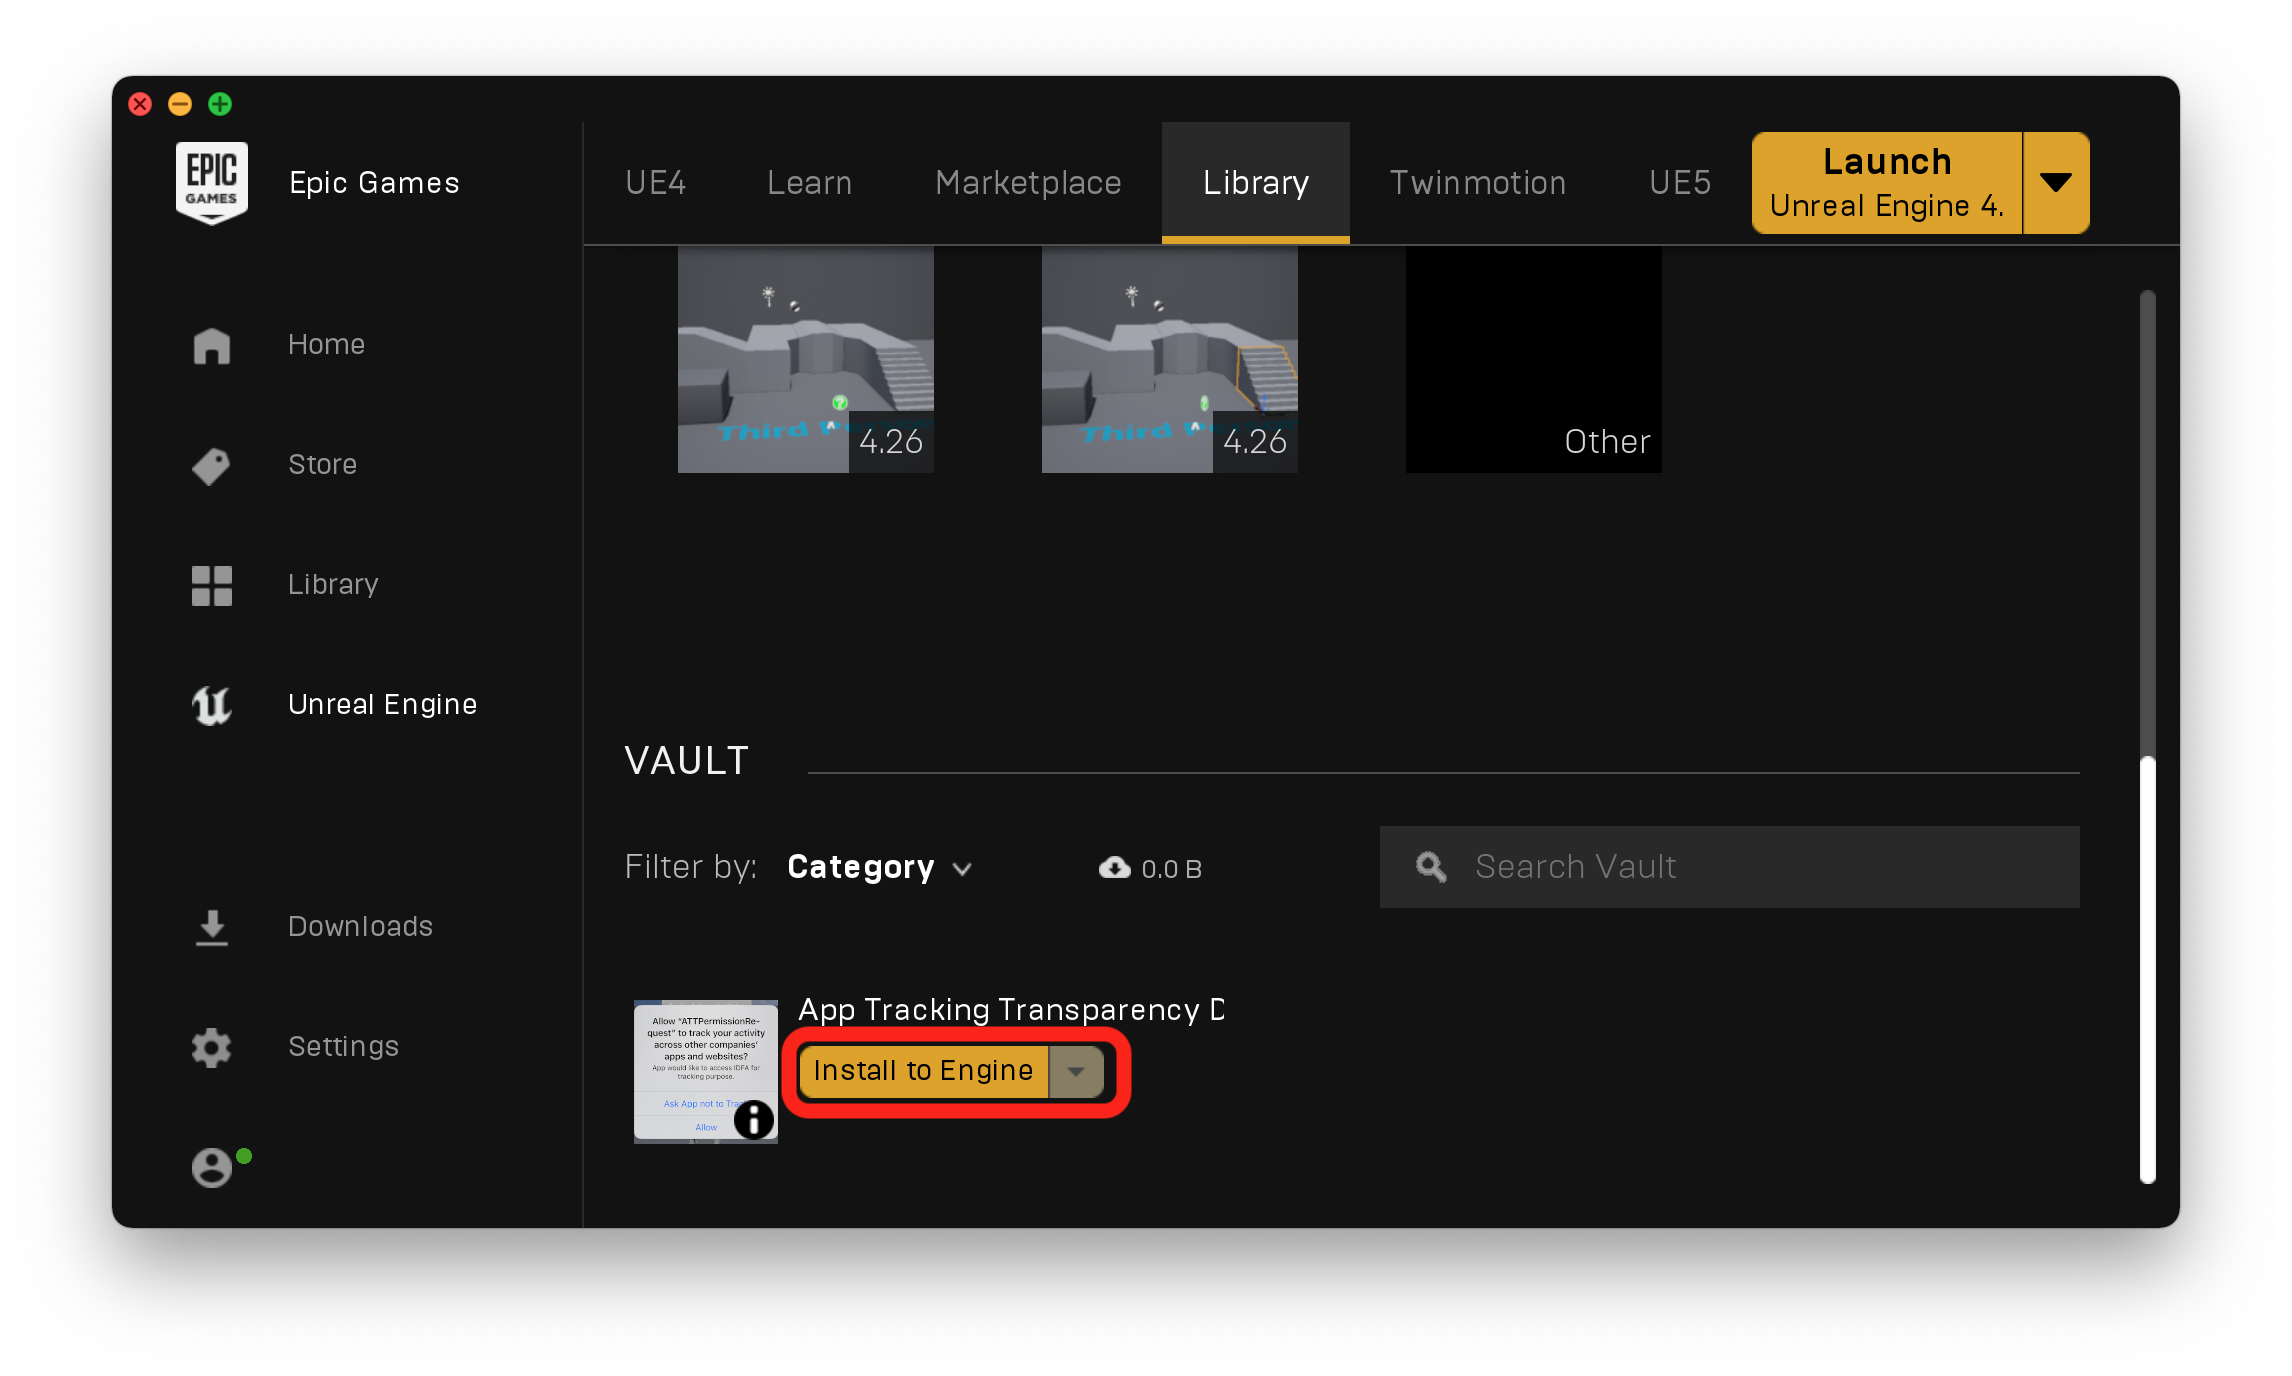 EPIC
GAMES
Epic Games
UE4
Learn
Marketplace
Library
Twinmotion
UE5
Launch
Unreal Engine 4.
Home
Store
Library
Unreal Engine
Downloads
Settings
Third
4.26
Third
4.26
Other
VAULT
Filter by:
Category
0.0 B
Search Vault
App Tracking Transparency D
Install to Engine
Allow “ATTPermissionRe-
quest” to track your activity
across other companies’
apps and websites?
App would like to access IDFA for
tracking purpose.
Ask App not to
Allow